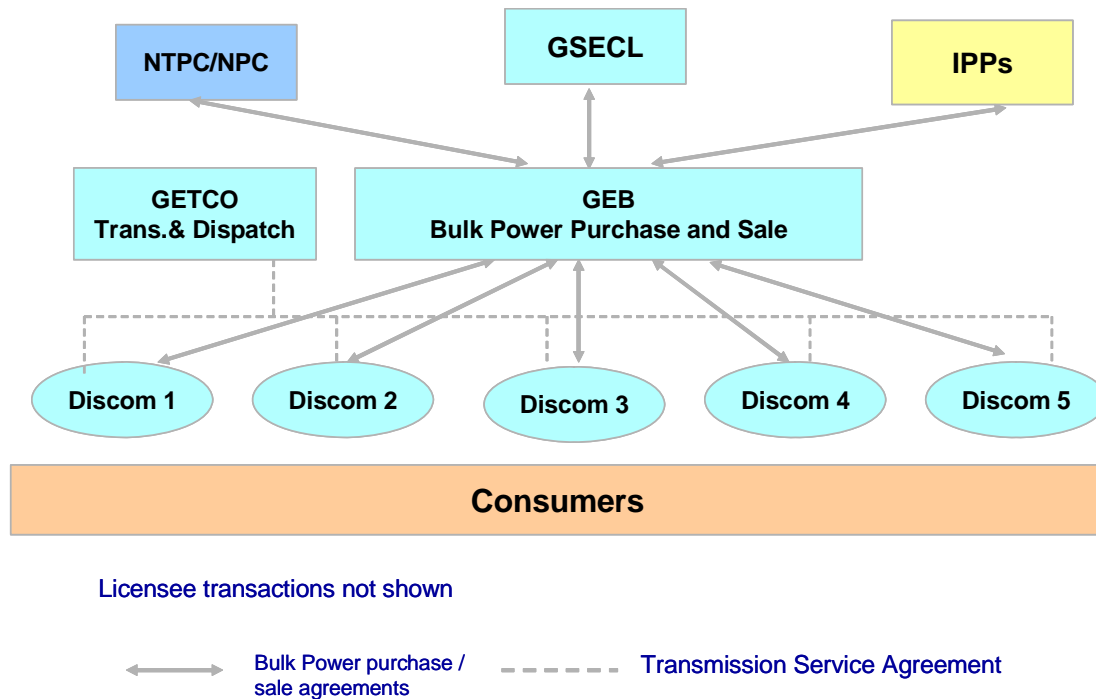 NTPC/NPC
GSECL
IPPs
GETCO
Trans.& Dispatch
GEB
Bulk Power Purchase and Sale
Discom 1
Discom 2
Discom 3
Discom 4
Discom 5
Consumers
Licensee transactions not shown
Bulk Power purchase /
sale agreements
Transmission Service Agreement